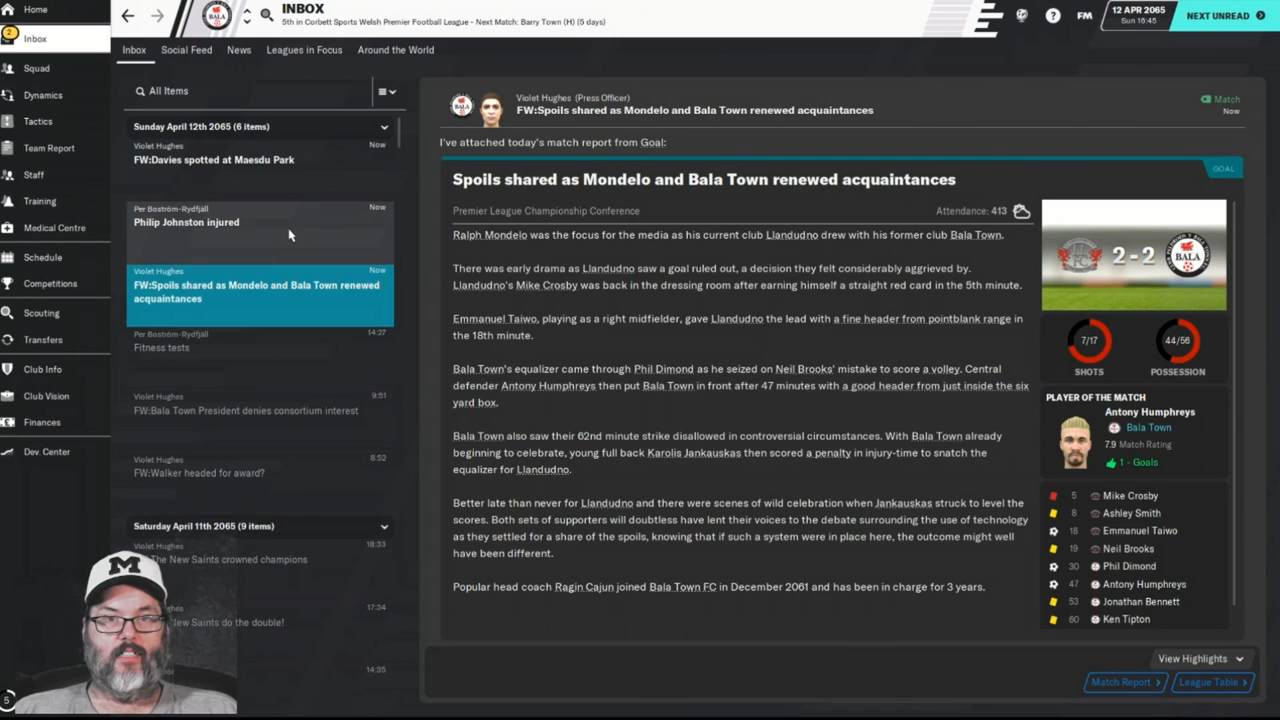 Home
INBOX
5th in Corbett Sports Welsh Premier Football League - Next Match: Barry Town (H) (5 days)
FM
12 APR 2065
Sun 16:45
NEXT UNREAD
2
Inbox
Squad
Dynamics
Tactics
Team Report
Staff
Training
Medical Centre
Schedule
Competitions
Scouting
Transfers
Club Info
Club Vision
Finances
Dev. Center
5
Inbox
Social Feed
News
Leagues in Focus
Around the World
All Items
Sunday April 12th 2065 (6 items)
Violet Hughes
Now
FW:Davies spotted at Maesdu Park
Per Boström-Rydfjäll
Now
Philip Johnston injured
Violet Hughes
Now
FW:Spoils shared as Mondelo and Bala Town renewed
acquaintances
Per Boström-Rydfjäll
14:27
Fitness tests
Violet Hughes
9:51
FW:Bala Town President denies consortium interest
Violet Hughes
8:52
FW:Walker headed for award?
Saturday April 11th 2065 (9 items)
Violet Hughes
18:33
The New Saints crowned champions
Hughes
17:34
New Saints do the double!
14:35
Violet Hughes (Press Officer)
FW:Spoils shared as Mondelo and Bala Town renewed acquaintances
Match
Now
I've attached today's match report from Goal:
GOAL
Spoils shared as Mondelo and Bala Town renewed acquaintances
Premier League Championship Conference
Attendance: 413
Ralph Mondelo was the focus for the media as his current club Llandudno drew with his former club Bala Town.
There was early drama as Llandudno saw a goal ruled out, a decision they felt considerably aggrieved by.
Llandudno's Mike Crosby was back in the dressing room after earning himself a straight red card in the 5th minute.
Emmanuel Taiwo, playing as a right midfielder, gave Llandudno the lead with a fine header from pointblank range in
the 18th minute.
Bala Town's equalizer came through Phil Dimond as he seized on Neil Brooks' mistake to score a volley. Central
defender Antony Humphreys then put Bala Town in front after 47 minutes with a good header from just inside the six
yard box.
Bala Town also saw their 62nd minute strike disallowed in controversial circumstances. With Bala Town already
beginning to celebrate, young full back Karolis Jankauskas then scored a penalty in injury-time to snatch the
equalizer for Llandudno.
Better late than never for Llandudno and there were scenes of wild celebration when Jankauskas struck to level the
scores. Both sets of supporters will doubtless have lent their voices to the debate surrounding the use of technology
as they settled for a share of the spoils, knowing that if such a system were in place here, the outcome might well
have been different.
Popular head coach Ragin Cajun joined Bala Town FC in December 2061 and has been in charge for 3 years.
2-2
BALA
7/17
SHOTS
44/56
POSSESSION
PLAYER OF THE MATCH
Antony Humphreys
Bala Town
7.9 Match Rating
1 - Goals
5 Mike Crosby
8 Ashley Smith
18 Emmanuel Taiwo
19 Neil Brooks
30 Phil Dimond
47 Antony Humphreys
53 Jonathan Bennett
80 Ken Tipton
View Highlights
Match Report
League Table
M